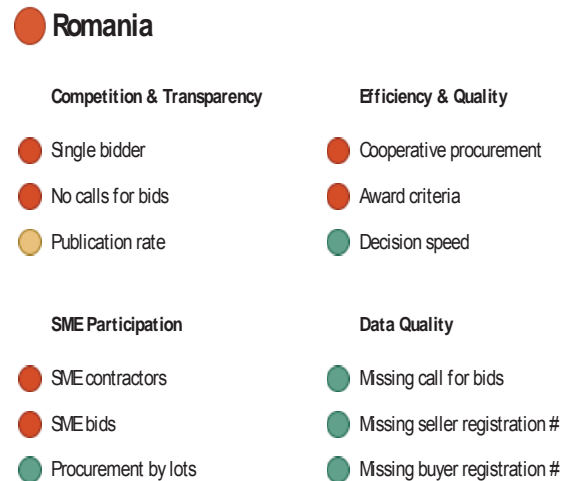 Romania
Competition & Transparency
Single bidder
No calls for bids
Publication rate
Efficiency & Quality
Cooperative procurement
Award criteria
Decision speed
SME Participation
SME contractors
SME bids
Procurement by lots
Data Quality
Missing call for bids
Missing seller registration #
Missing buyer registration #